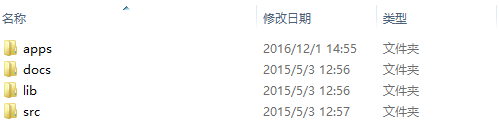 名称 修改日期 类型
apps 2016/12/1 14:55 文件夹
docs 2015/5/3 12:56 文件夹
lib 2015/5/3 12:56 文件夹
src 2015/5/3 12:57 文件夹